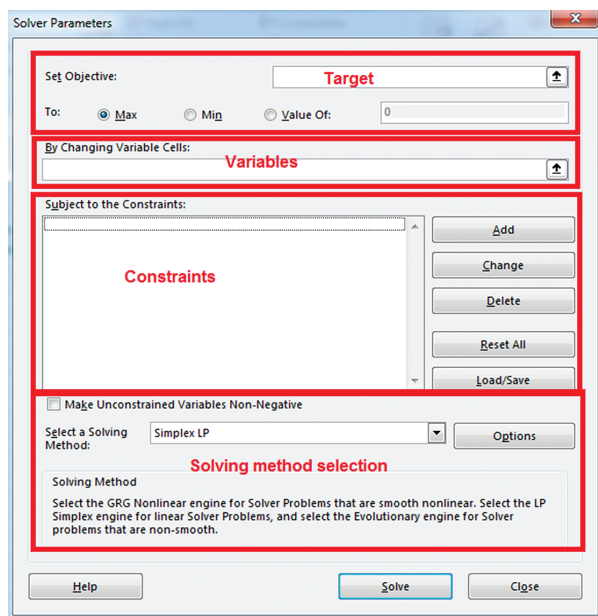 Solver Parameters
Set Objective:
Target
To:
Max
Min
Value Of:
0
By Changing Variable Cells:
Variables
Subject to the Constraints:
Constraints
Add
Change
Delete
Reset All
Load/Save
Make Unconstrained Variables Non-Negative
Select a Solving
Method:
Simplex LP
Options
Solving method selection
Solving Method
Select the GRG Nonlinear engine for Solver Problems that are smooth nonlinear. Select the LP
Simplex engine for linear Solver Problems, and select the Evolutionary engine for Solver
problems that are non-smooth.
Help
Solve
Close